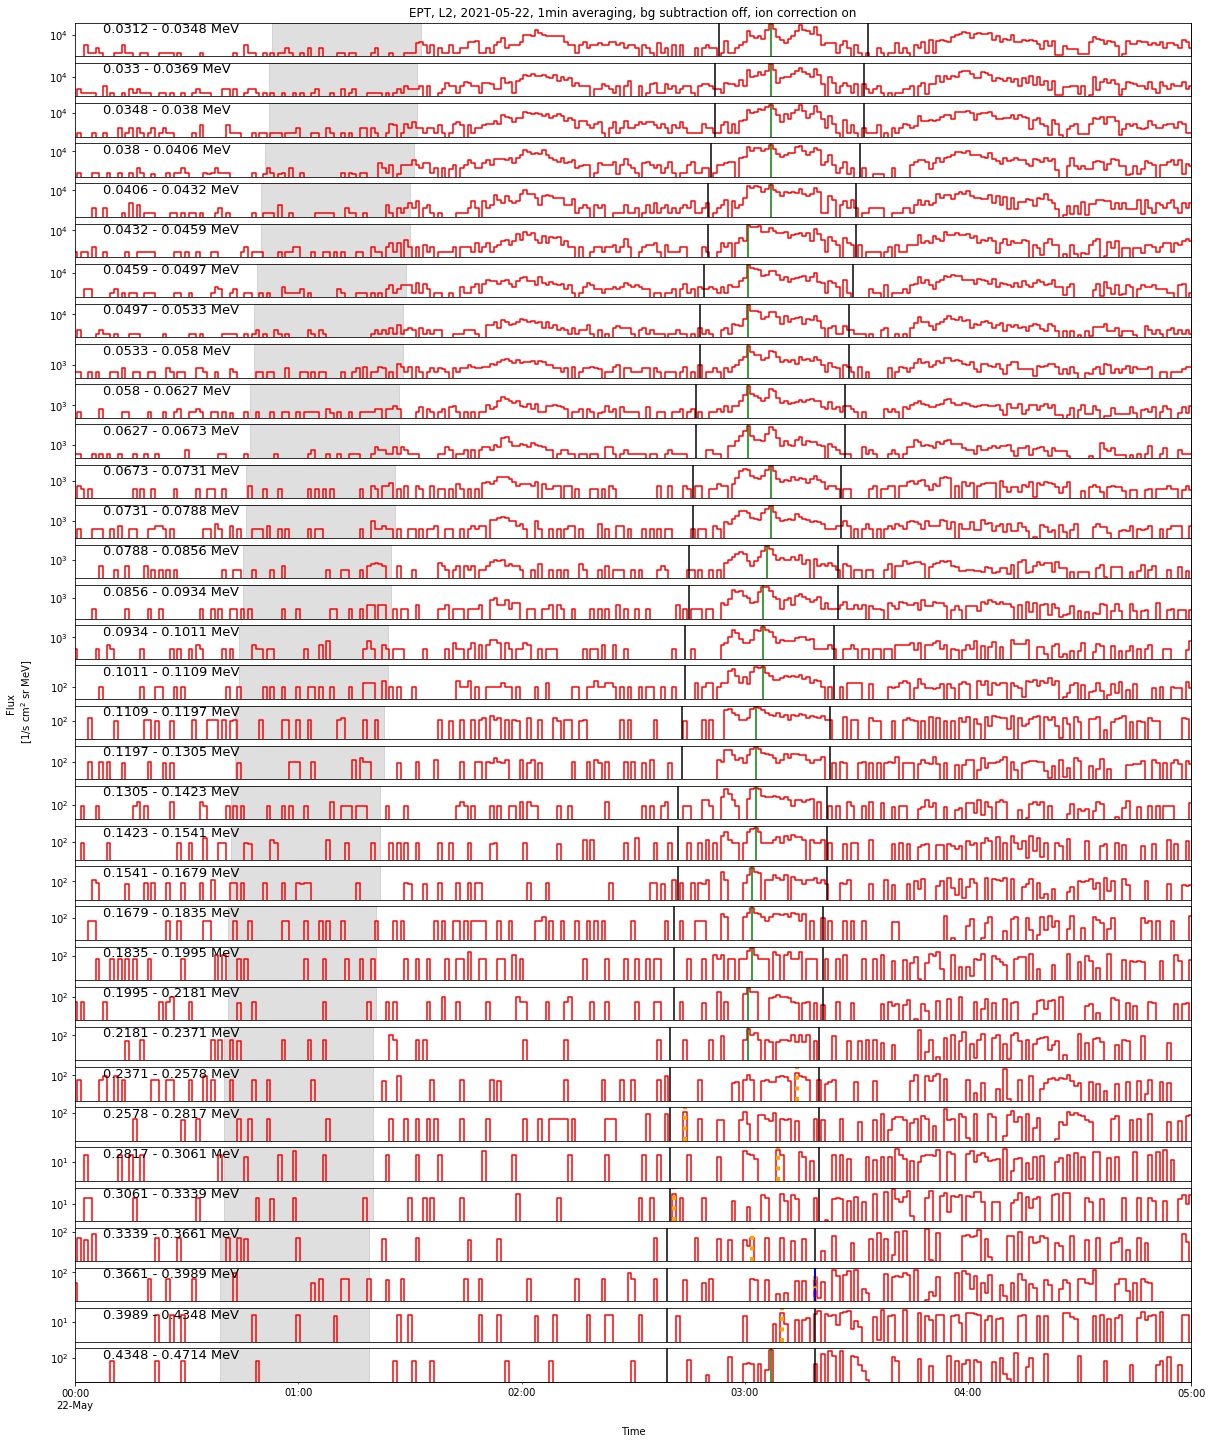 EPT, L2, 2021-05-22, 1min averaging, bg subtraction off, ion correction on
10⁴ 0.0312 - 0.0348 MeV
10⁴ 0.033 - 0.0369 MeV
10⁴ 0.0348 - 0.038 MeV
10⁴ 0.038 - 0.0406 MeV
10⁴ 0.0406 - 0.0432 MeV
10⁴ 0.0432 - 0.0459 MeV
10⁴ 0.0459 - 0.0497 MeV
10⁴ 0.0497 - 0.0533 MeV
10³ 0.0533 - 0.058 MeV
10³ 0.058 - 0.0627 MeV
10³ 0.0627 - 0.0673 MeV
10³ 0.0673 - 0.0731 MeV
10³ 0.0731 - 0.0788 MeV
10³ 0.0788 - 0.0856 MeV
10³ 0.0856 - 0.0934 MeV
10³ 0.0934 - 0.1011 MeV
10² 0.1011 - 0.1109 MeV
10² 0.1109 - 0.1197 MeV
10² 0.1197 - 0.1305 MeV
10² 0.1305 - 0.1423 MeV
10² 0.1423 - 0.1541 MeV
10² 0.1541 - 0.1679 MeV
10² 0.1679 - 0.1835 MeV
10² 0.1835 - 0.1995 MeV
10² 0.1995 - 0.2181 MeV
10² 0.2181 - 0.2371 MeV
10² 0.2371 - 0.2578 MeV
10² 0.2578 - 0.2817 MeV
10¹ 0.2817 - 0.3061 MeV
10¹ 0.3061 - 0.3339 MeV
10² 0.3339 - 0.3661 MeV
10² 0.3661 - 0.3989 MeV
10¹ 0.3989 - 0.4348 MeV
10² 0.4348 - 0.4714 MeV
Flux
[1/s cm² sr MeV]
00:00 01:00 02:00 03:00 04:00 05:00
22-May
Time